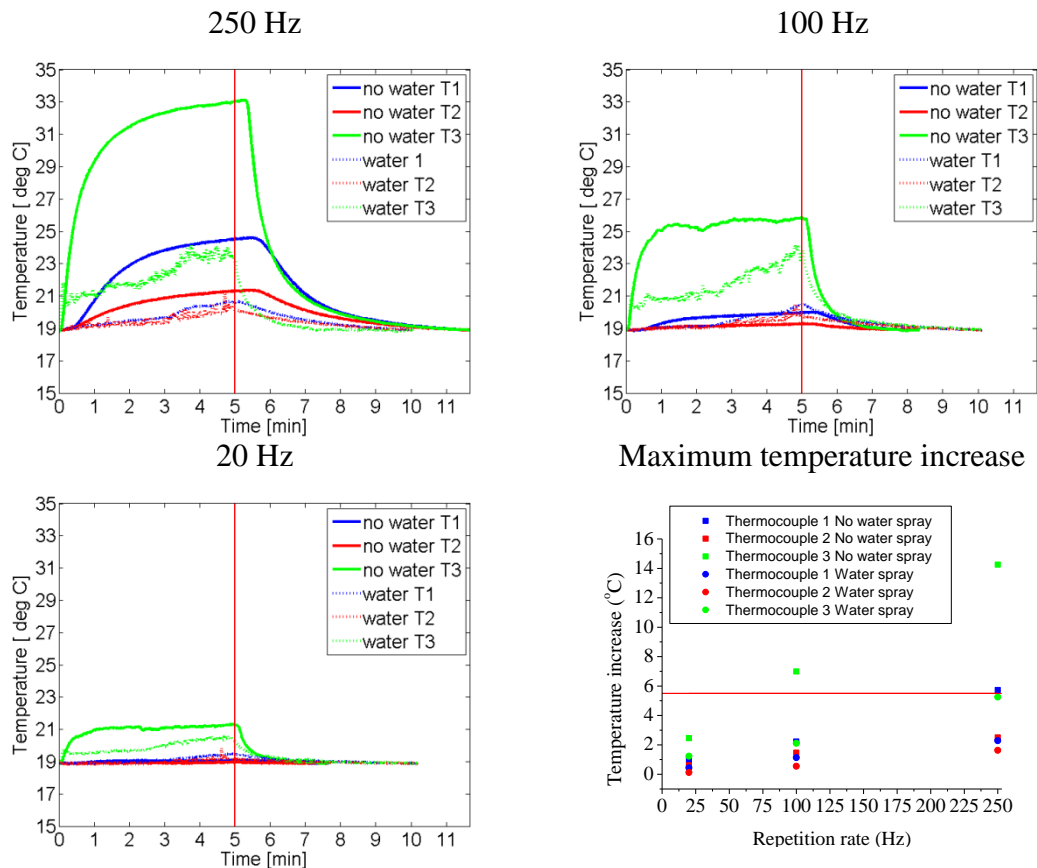 250 Hz
35
33
31
29
27
25
23
21
19
17
15
Temperature [ deg C]
0 1 2 3 4 5 6 7 8 9 10 11
Time [min]
no water T1
no water T2
no water T3
water 1
water T2
water T3
100 Hz
35
33
31
29
27
25
23
21
19
17
15
Temperature [ deg C]
0 1 2 3 4 5 6 7 8 9 10 11
Time [min]
no water T1
no water T2
no water T3
water T1
water T2
water T3
20 Hz
35
33
31
29
27
25
23
21
19
17
15
Temperature [ deg C]
0 1 2 3 4 5 6 7 8 9 10 11
Time [min]
no water T1
no water T2
no water T3
water T1
water T2
water T3
Maximum temperature increase
Thermocouple 1 No water spray
Thermocouple 2 No water spray
Thermocouple 3 No water spray
Thermocouple 1 Water spray
Thermocouple 2 Water spray
Thermocouple 3 Water spray
16
14
12
10
8
6
4
2
0
Temperature increase (°C)
0 25 50 75 100 125 150 175 200 225 250
Repetition rate (Hz)